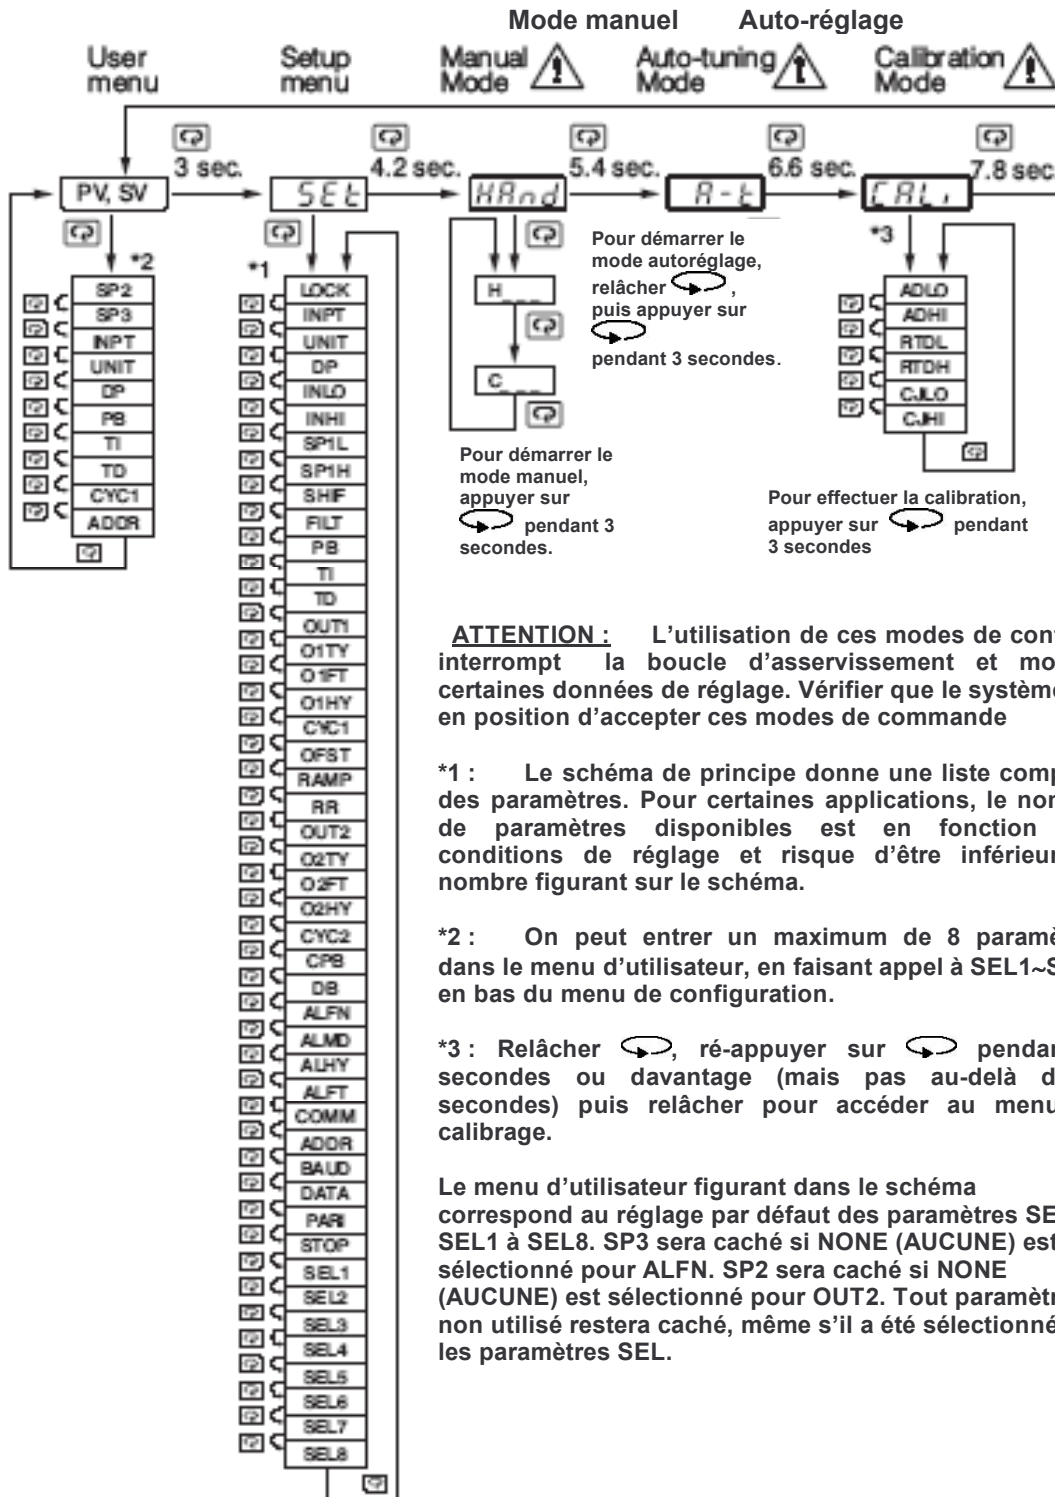 Mode manuel Auto-réglage
User menu
Setup menu
Manual Mode
Auto-tuning Mode
Calibration Mode
3 sec.
4.2 sec.
5.4 sec.
6.6 sec.
7.8 sec.
PV, SV
SEt
HAnd
A-t
CALi
*2
SP2
SP3
INPT
UNIT
DP
PB
TI
TD
CYC1
ADDR
*1
LOCK
INPT
UNIT
DP
INLO
INHI
SP1L
SP1H
SHIF
FILT
PB
TI
TD
OUT1
O1TY
O1FT
O1HY
CYC1
OFST
RAMP
RR
OUT2
O2TY
O2FT
O2HY
CYC2
CPB
DB
ALFN
ALMD
ALHY
ALFT
COMM
ADDR
BAUD
DATA
PARI
STOP
SEL1
SEL2
SEL3
SEL4
SEL5
SEL6
SEL7
SEL8
H_ _ _
C_ _ _
Pour démarrer le
mode manuel,
appuyer sur
pendant 3
secondes.
Pour démarrer le
mode autoréglage,
relâcher ,
puis appuyer sur
pendant 3 secondes.
*3
ADLO
ADHI
RTDL
RTDH
CJLO
CJHI
Pour effectuer la calibration,
appuyer sur pendant
3 secondes
ATTENTION : L’utilisation de ces modes de
interrompt la boucle d’asservissement et
certaines données de réglage. Vérifier que le
en position d’accepter ces modes de commande
*1 : Le schéma de principe donne une liste
des paramètres. Pour certaines applications, le
de paramètres disponibles est en fonction
conditions de réglage et risque d’être inférieur
nombre figurant sur le schéma.
*2 : On peut entrer un maximum de 8
dans le menu d’utilisateur, en faisant appel à SEL1~
en bas du menu de configuration.
*3 : Relâcher , ré-appuyer sur
secondes ou davantage (mais pas au-delà
secondes) puis relâcher pour accéder au menu
calibrage.
Le menu d’utilisateur figurant dans le schéma
correspond au réglage par défaut des paramètres
SEL1 à SEL8. SP3 sera caché si NONE (AUCUNE) est
sélectionné pour ALFN. SP2 sera caché si NONE
(AUCUNE) est sélectionné pour OUT2. Tout
non utilisé restera caché, même s’il a été sélectionné
les paramètres SEL.